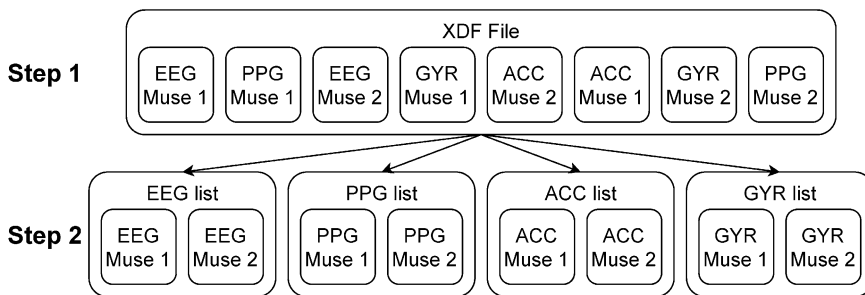 XDF File
Step 1
EEG PPG EEG GYR ACC ACC GYR PPG
Muse 1 Muse 1 Muse 2 Muse 1 Muse 2 Muse 1 Muse 2 Muse 2
EEG list PPG list ACC list GYR list
Step 2
EEG EEG PPG PPG ACC ACC GYR GYR
Muse 1 Muse 2 Muse 1 Muse 2 Muse 1 Muse 2 Muse 1 Muse 2